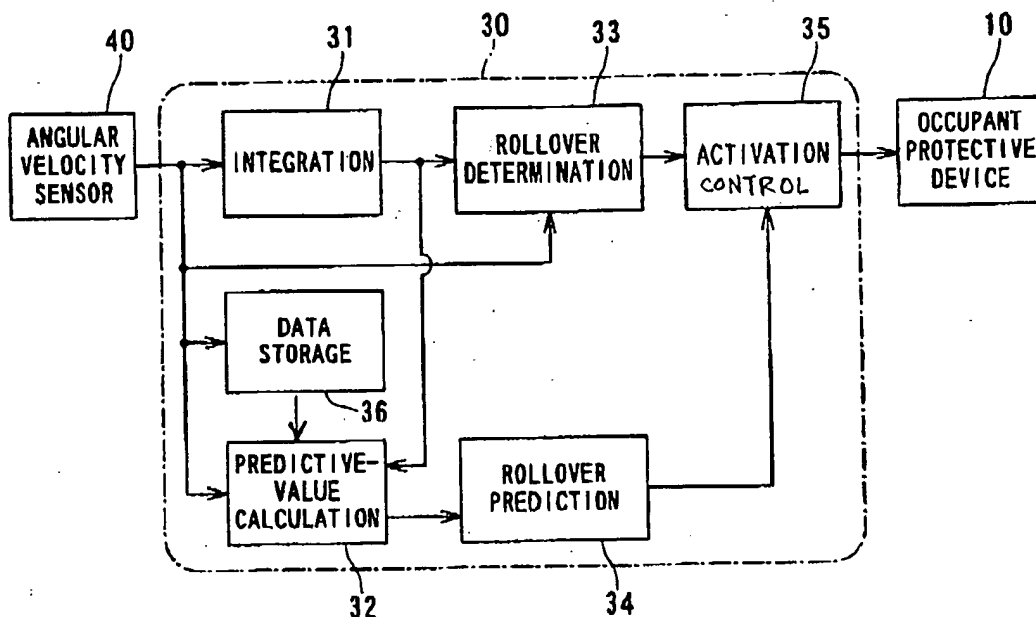 40
31
30
33
35
10
ANGULAR
VELOCITY
SENSOR
INTEGRATION
ROLLOVER
DETERMINATION
ACTIVATION
CONTROL
OCCUPANT
PROTECTIVE
DEVICE
DATA
STORAGE
36
PREDICTIVE-
VALUE
CALCULATION
ROLLOVER
PREDICTION
32
34